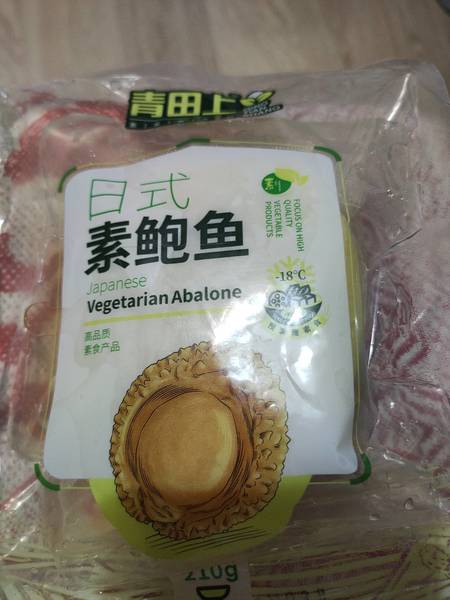 青田上
日式
素鲍鱼
Japanese
Vegetarian Abalone
高品质
素食产品
FOCUS ON HIGH
QUALITY
VEGETABLE
PRODUCTS
-18℃
210g